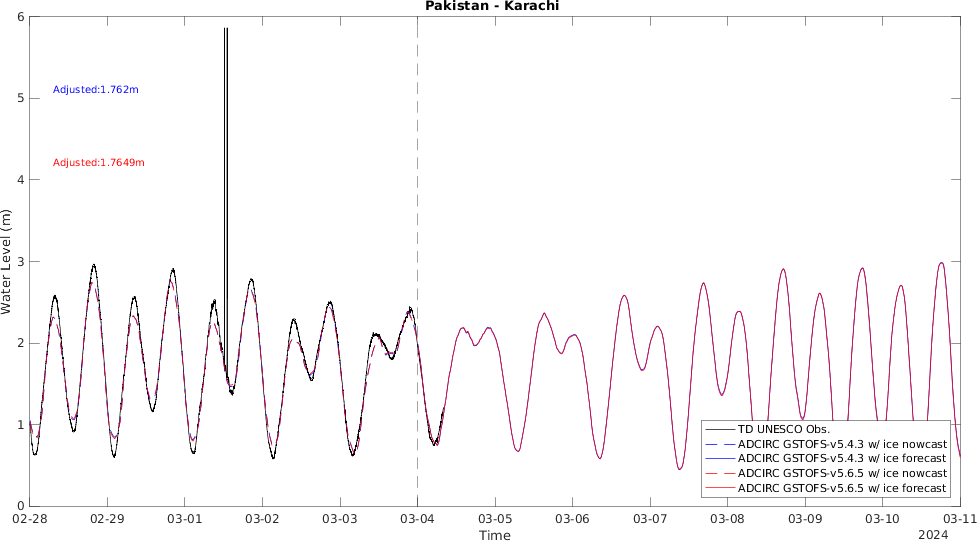 Pakistan - Karachi
6
5
4
3
2
1
0
Water Level (m)
Adjusted:1.762m
Adjusted:1.7649m
TD UNESCO Obs.
ADCIRC GSTOFS-v5.4.3 w/ ice nowcast
ADCIRC GSTOFS-v5.4.3 w/ ice forecast
ADCIRC GSTOFS-v5.6.5 w/ ice nowcast
ADCIRC GSTOFS-v5.6.5 w/ ice forecast
02-28 02-29 03-01 03-02 03-03 03-04 03-05 03-06 03-07 03-08 03-09 03-10 03-11
Time
2024